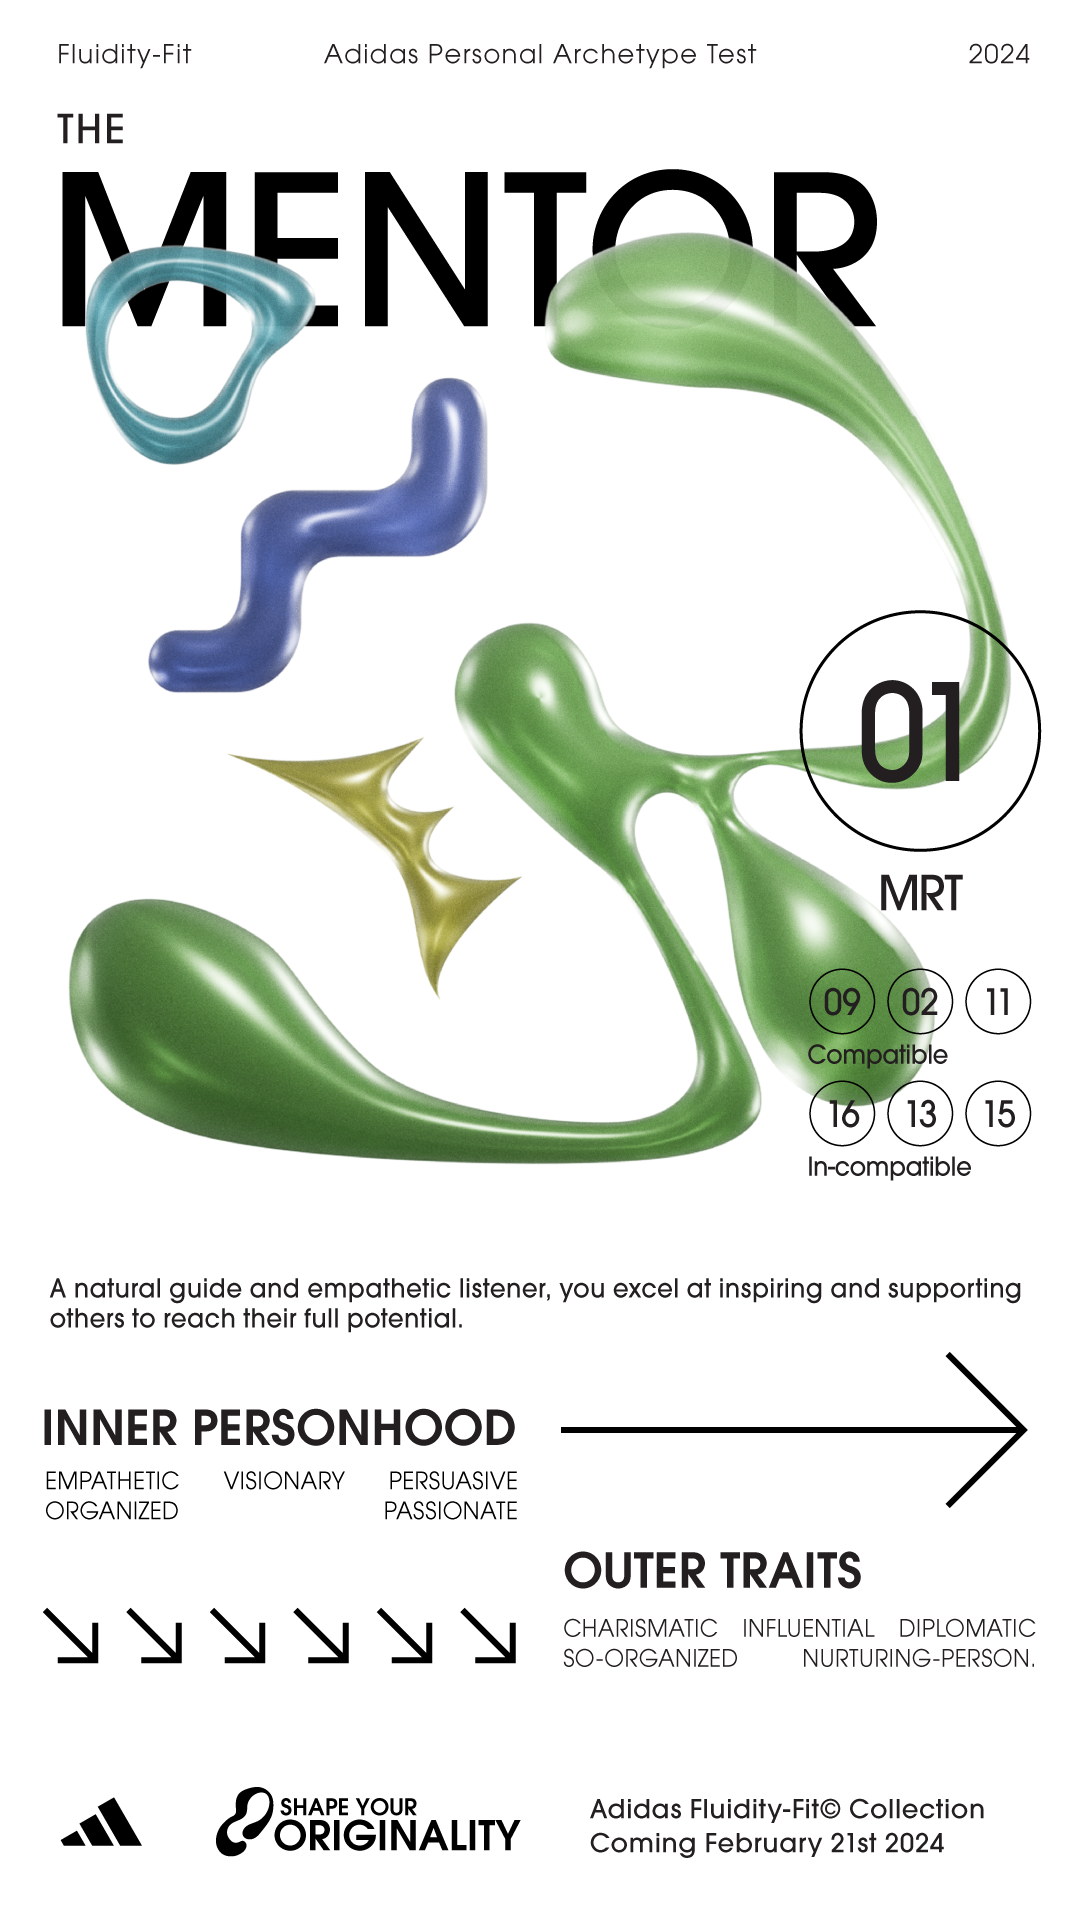 Fluidity-Fit Adidas Personal Archetype Test 2024
THE
MENTOR
01
MRT
09 02 11
Compatible
16 13 15
In-compatible
A natural guide and empathetic listener, you excel at inspiring and supporting
others to reach their full potential.
INNER PERSONHOOD
EMPATHETIC VISIONARY PERSUASIVE
ORGANIZED PASSIONATE
OUTER TRAITS
CHARISMATIC INFLUENTIAL DIPLOMATIC
SO-ORGANIZED NURTURING-PERSON.
SHAPE YOUR
ORIGINALITY
Adidas Fluidity-Fit© Collection
Coming February 21st 2024